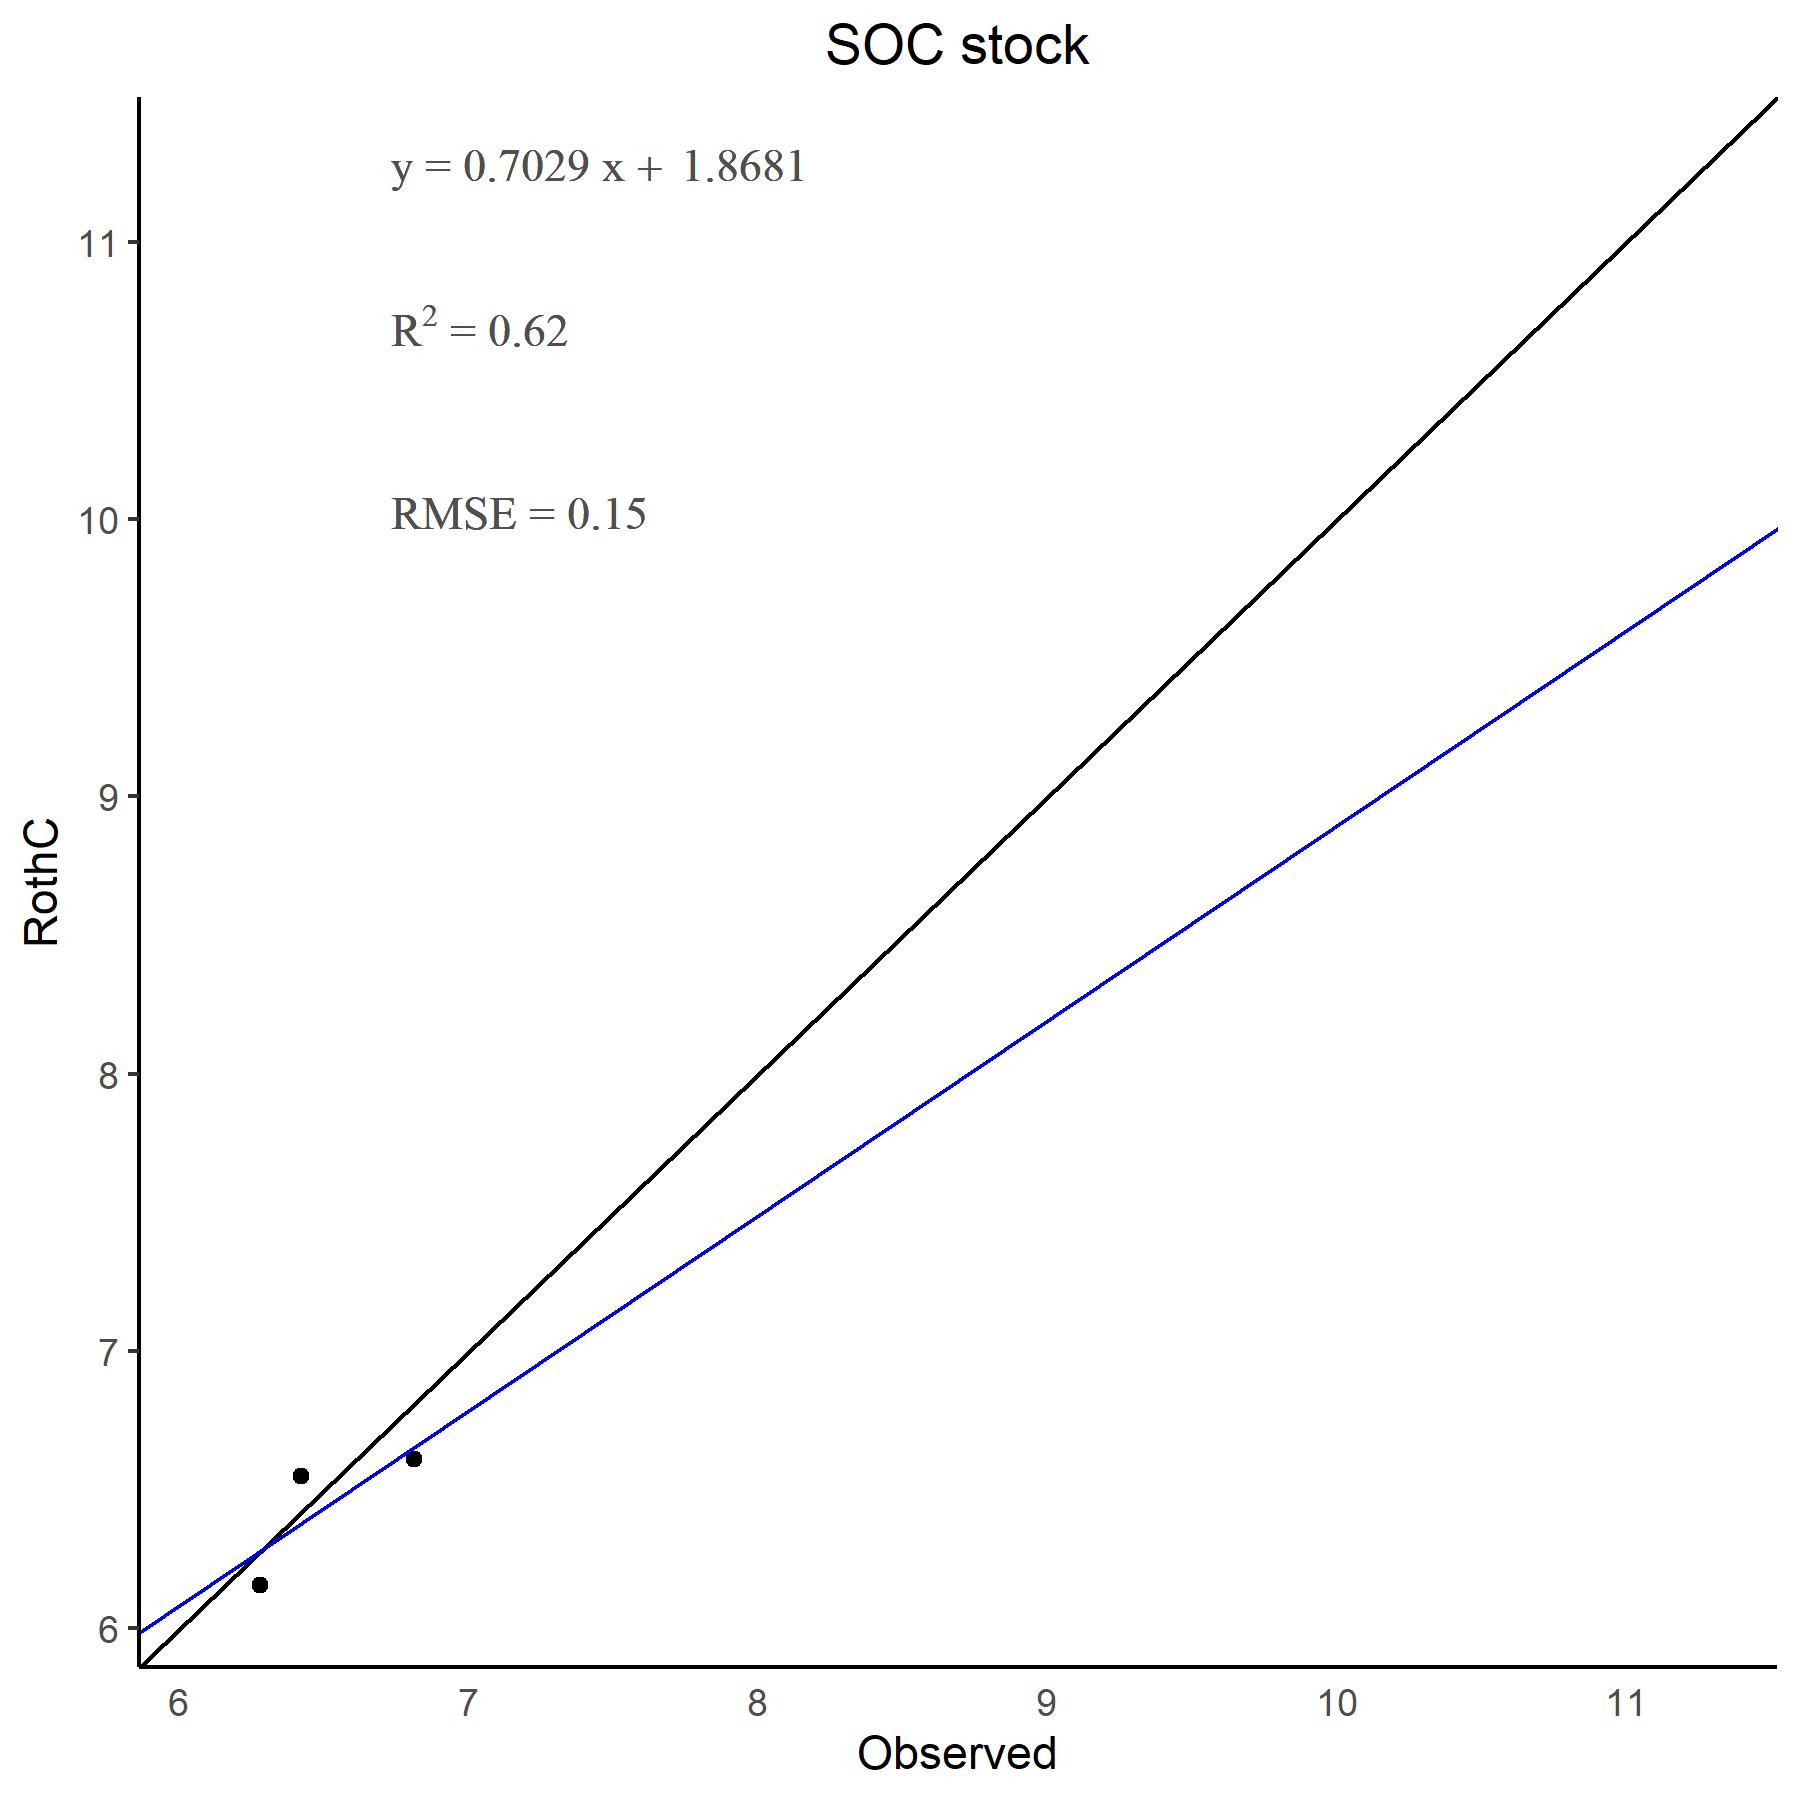 SOC stock
y = 0.7029 x + 1.8681
R² = 0.62
RMSE = 0.15
11
10
9
8
7
6
RothC
6 7 8 9 10 11
Observed